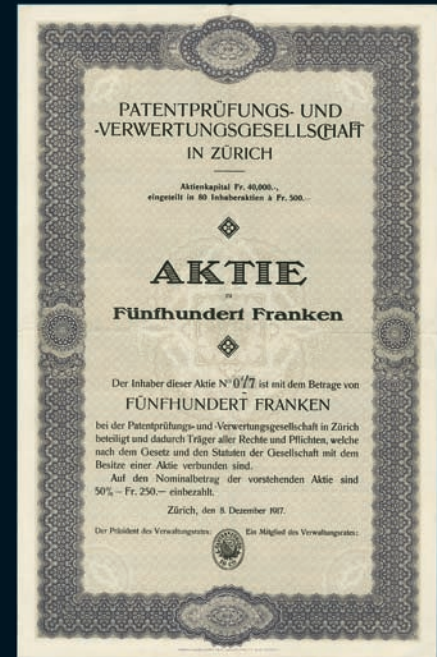 PATENTPRÜFUNGS- UND
-VERWERTUNGSGESELLSCHAFT
IN ZÜRICH
Aktienkapital Fr. 40,000.-,
eingeteilt in 80 Inhaberaktien à Fr. 500.—
AKTIE
zu
Fünfhundert Franken
Der Inhaber dieser Aktie Nº ist mit dem Betrage von
FÜNFHUNDERT FRANKEN
bei der Patentprüfungs- und -Verwertungsgesellschaft in Zürich
beteiligt und dadurch Träger aller Rechte und Pflichten, welche
nach dem Gesetz und den Statuten der Gesellschaft mit dem
Besitze einer Aktie verbunden sind.
Auf den Nominalbetrag der vorstehenden Aktie sind
50% – Fr. 250.— einbezahlt.
Zürich, den 8. Dezember 1917.
Der Präsident des Verwaltungsrates:
Ein Mitglied des Verwaltungsrates: